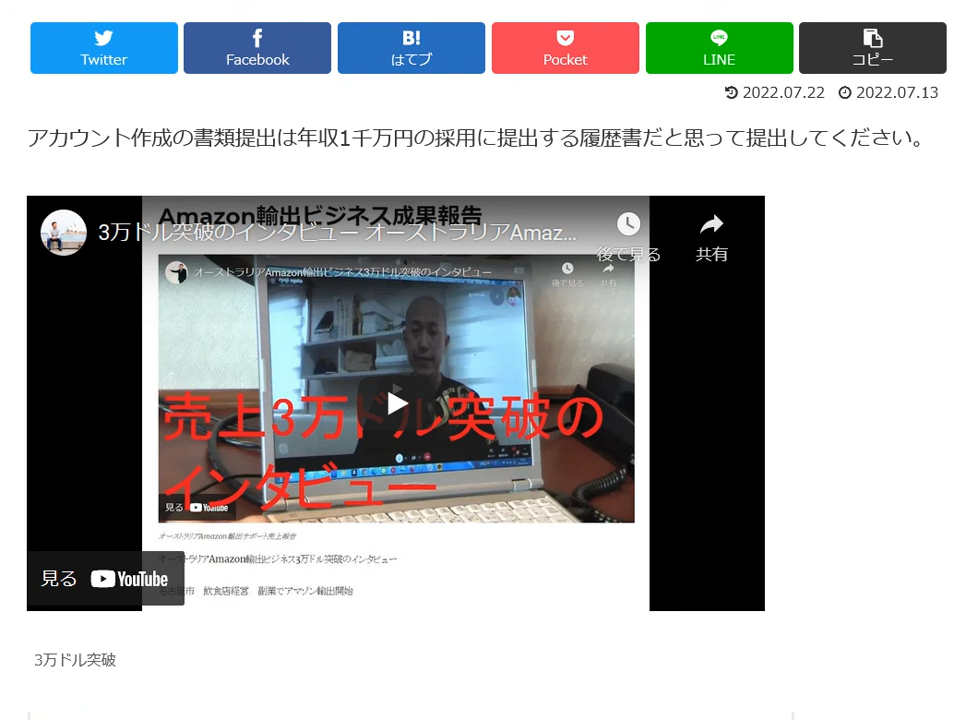 Twitter
Facebook
B!
はてブ
Pocket
LINE
LINE
コピー
2022.07.22 2022.07.13
アカウント作成の書類提出は年収1千万円の採用に提出する履歴書だと思って提出してください。
Amazon輸出ビジネス成果報告
3万ドル突破のインタビュー オーストラリアAmaz...
後で見る
共有
オーストラリアAmazon輸出ビジネス3万ドル突破のインタビュー
後で見る
共有
売上3万ドル突破の
インタビュー
見る YouTube
オーストラリアAmazon輸出サポート売上報告
オーストラリアAmazon輸出ビジネス3万ドル突破のインタビュー
見る YouTube
名古屋市 飲食店経営 副業でアマゾン輸出開始
3万ドル突破